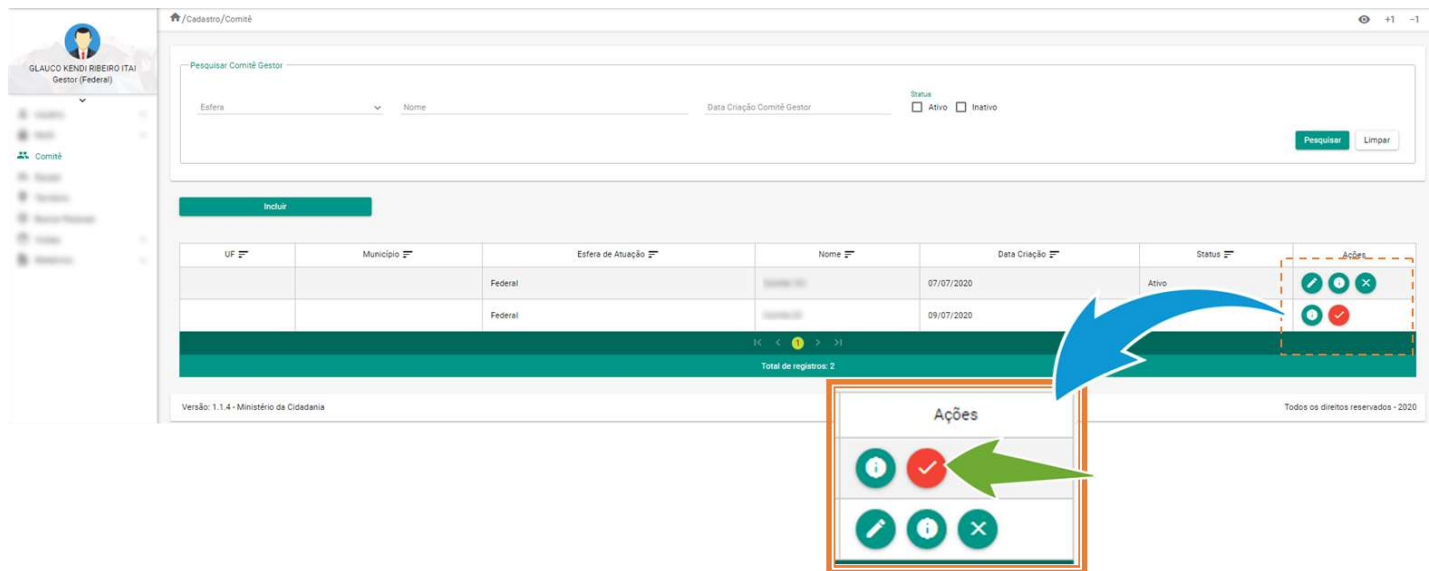 /Cadastro/Comitê
+1 -1
GLAUCO KENDI RIBEIRO ITAI
Gestor (Federal)
Comitê
Pesquisar Comitê Gestor
Esfera
Nome
Data Criação Comitê Gestor
Status
Ativo Inativo
Pesquisar Limpar
Incluir
UF Município Esfera de Atuação Nome Data Criação Status Ações
Federal 07/07/2020 Ativo
Federal 09/07/2020
1
Total de registros: 2
Versão: 1.1.4 - Ministério da Cidadania
Todos os direitos reservados - 2020
Ações